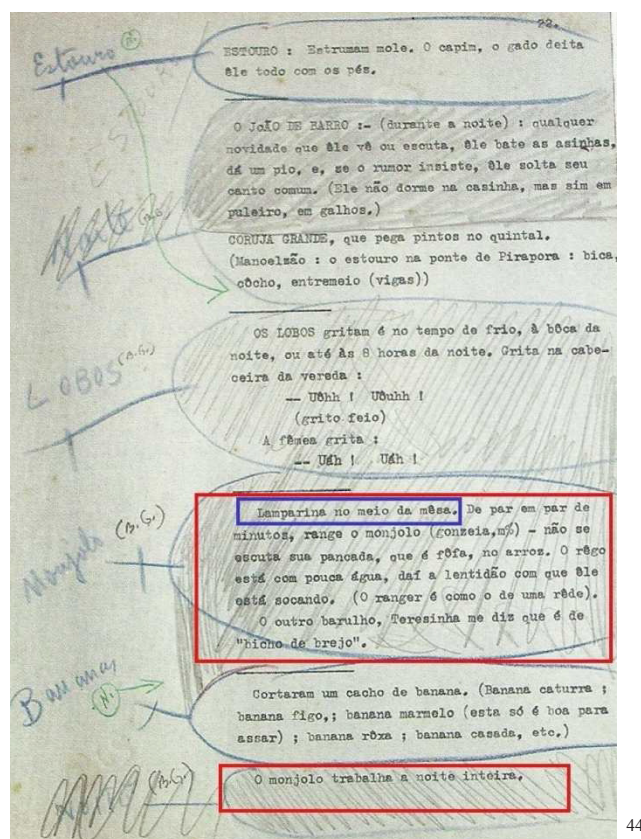 22.
Estouro
N.
ESTOURO : Estrumam mole. O capim, o gado deita
êle todo com os pés.
ESTOURO
O JOÃO DE BARRO :- (durante a noite) : qualquer
novidade que êle vê ou escuta, êle bate as asinhas,
dá um pio, e, se o rumor insiste, êle solta seu
canto comum. (Ele não dorme na casinha, mas sim em
puleiro, em galhos.)
Noite (B.G.)
CORUJA GRANDE, que pega pintos no quintal.
(Manoelzão : o estouro na ponte de Pirapora : bica,
côcho, entremeio (vigas))
OS LOBOS gritam é no tempo de frio, à bôca da
noite, ou até às 8 horas da noite. Grita na cabe-
ceira da vereda :
LOBOS (B.G.)
-- Uôhh ! Uôuhh !
(grito feio)
A fêmea grita :
-- Uáh ! Uáh !
Lamparina no meio da mêsa. De par em par de
minutos, range o monjolo (gonzeia,m%) - não se
escuta sua pancada, que é fôfa, no arroz. O rêgo
está com pouca água, daí a lentidão com que êle
está socando. (O ranger é como o de uma rêde).
O outro barulho, Teresinha me diz que é de
"bicho de brejo".
Monjolo (B.G.)
Bananas
N.
Cortaram um cacho de banana. (Banana caturra ;
banana figo,; banana marmelo (esta só é boa para
assar) ; banana rôxa ; banana casada, etc.)
(B.G.)
O monjolo trabalha a noite inteira.
44